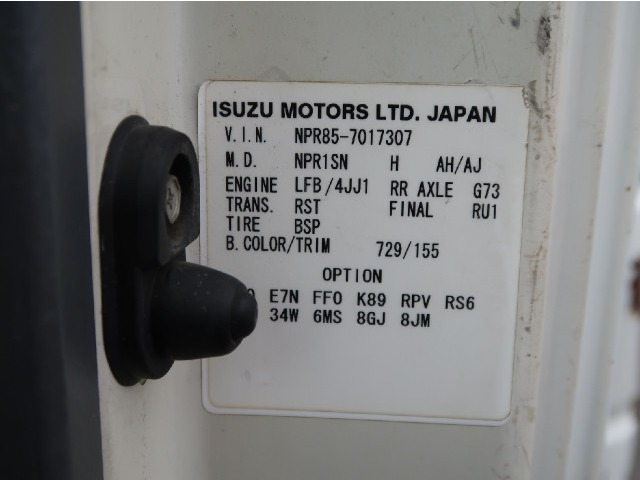 ISUZU MOTORS LTD. JAPAN
V.I.N. NPR85-7017307
M.D. NPR1SN H AH/AJ
ENGINE LFB/4JJ1 RR AXLE G73
TRANS. RST FINAL RU1
TIRE BSP
B.COLOR/TRIM 729/155
OPTION
E7N FF0 K89 RPV RS6
34W 6MS 8GJ 8JM